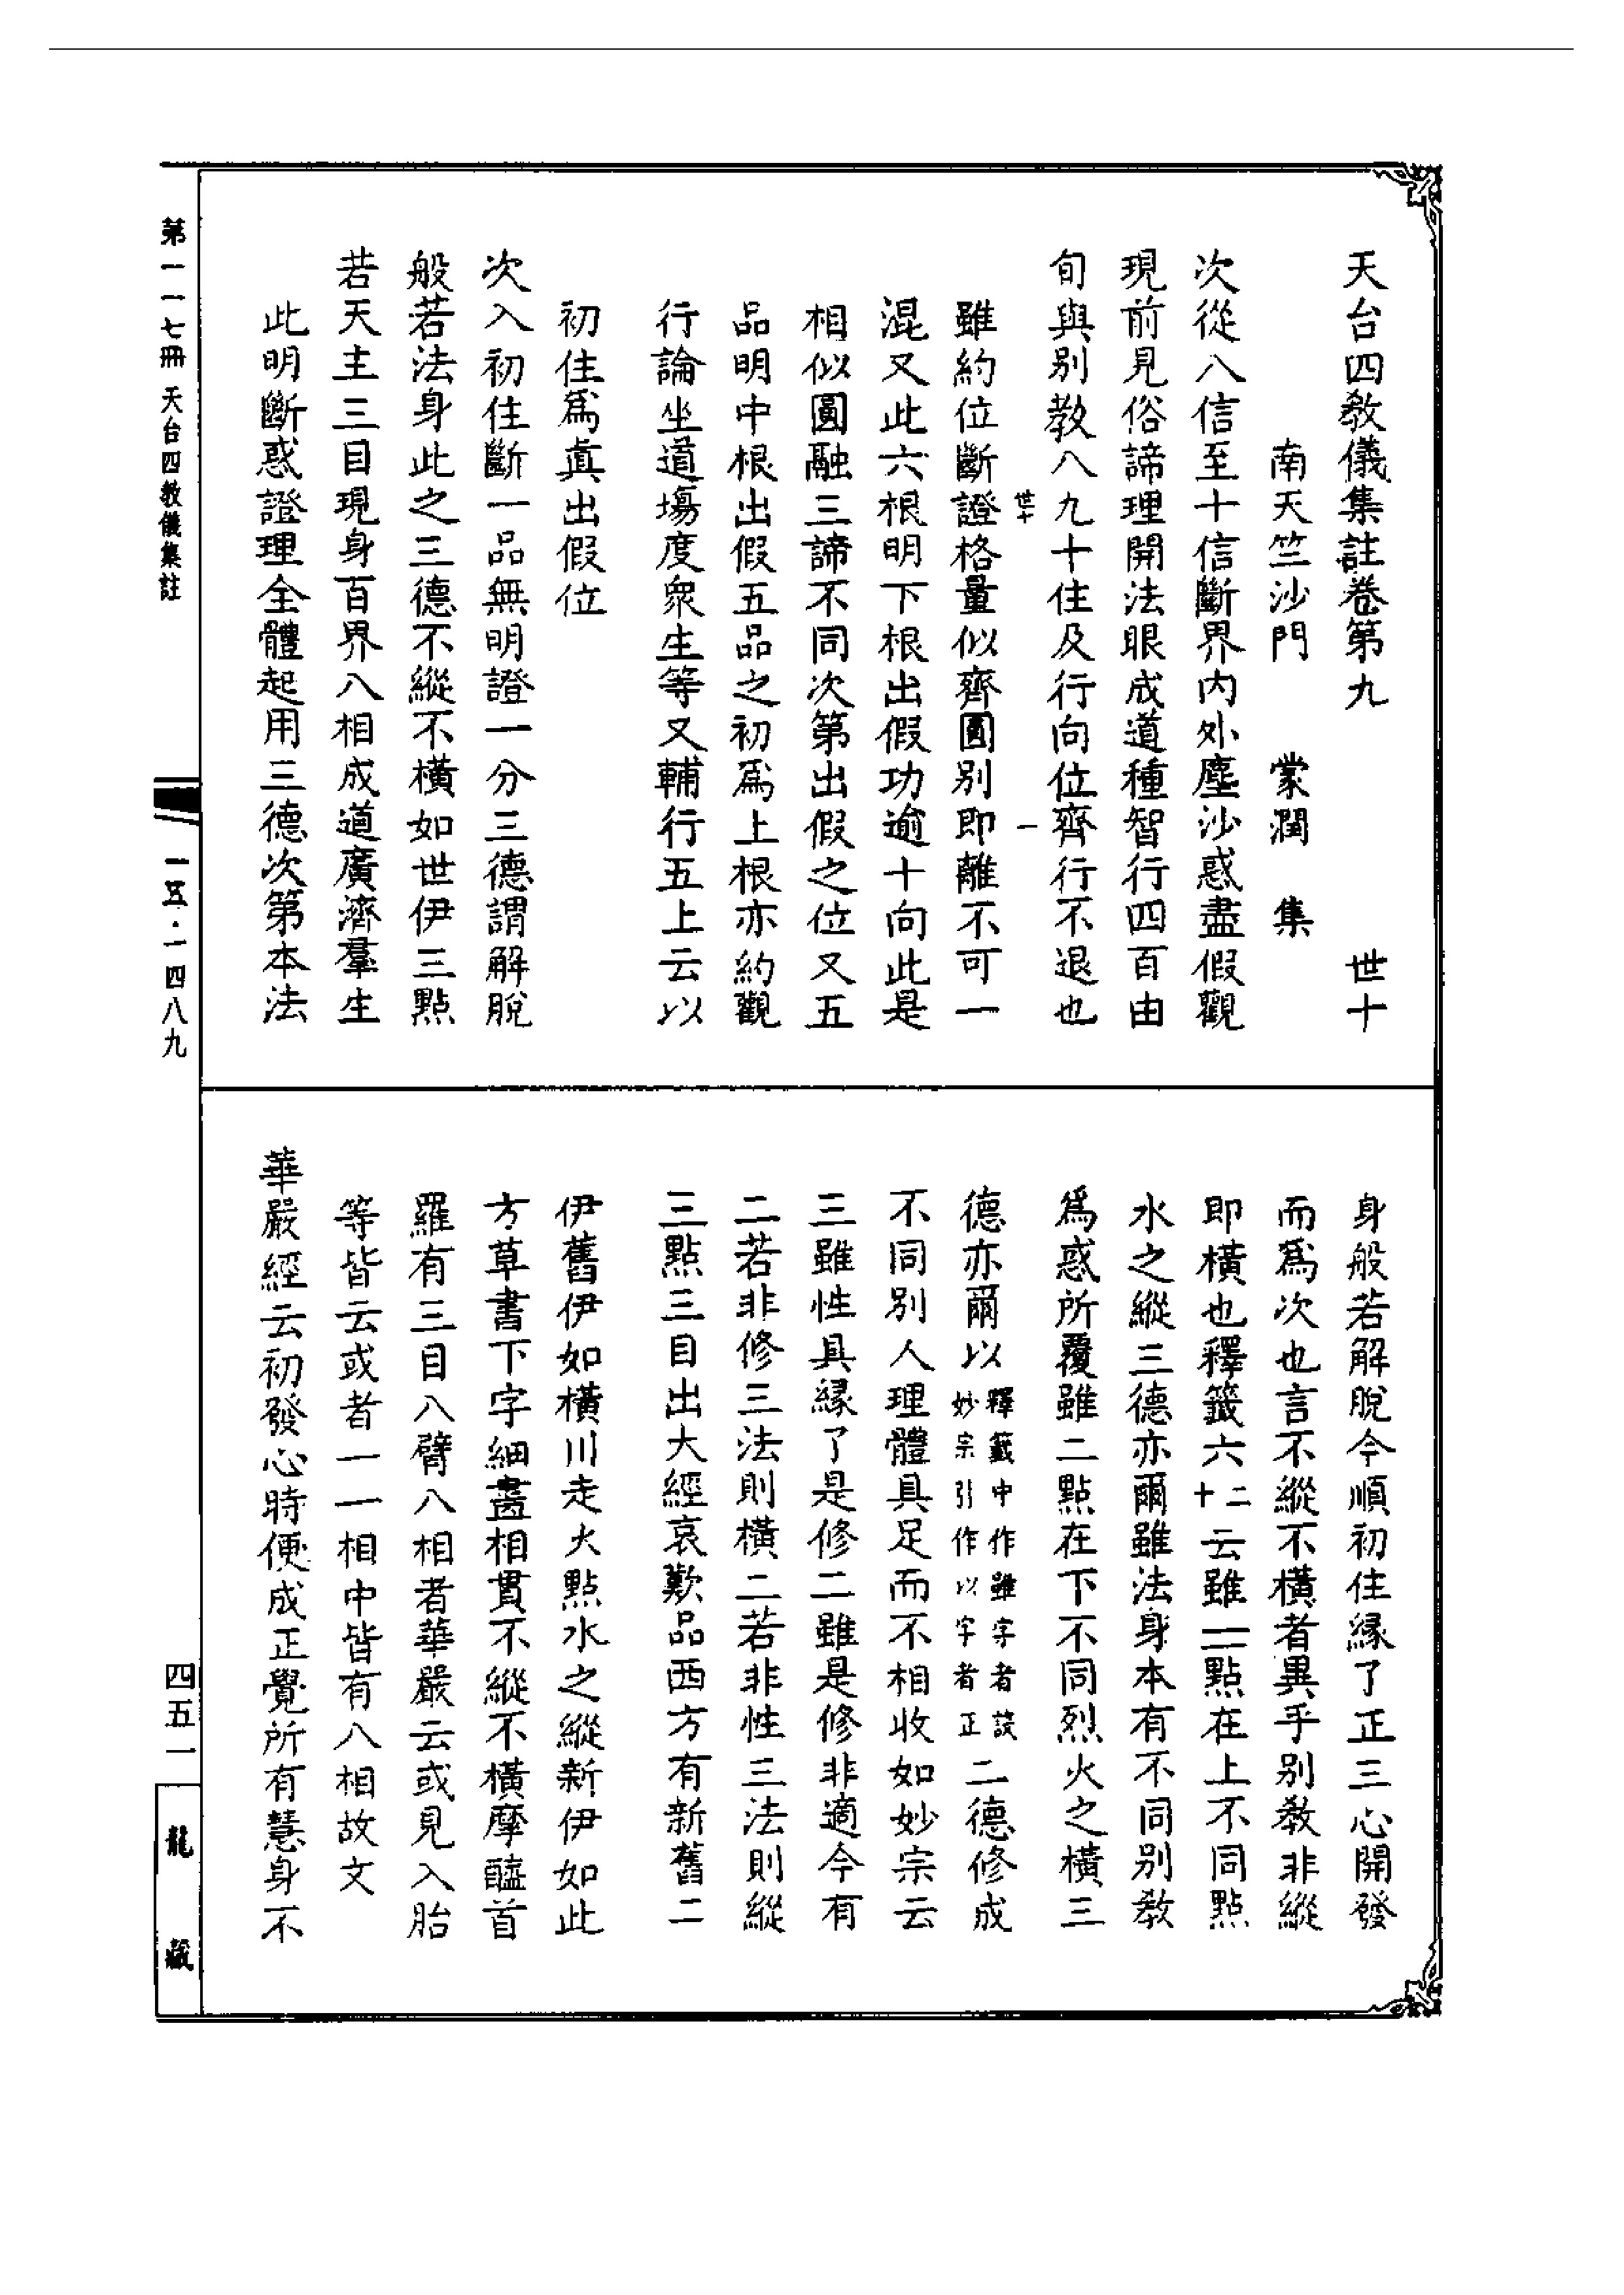 天台四教儀集註卷第九　世十
南天竺沙門　蒙潤　集
次從八信至十信斷界內外塵沙惑盡假觀
現前見俗諦理開法眼成道種智行四百由
旬與別教八九十住及行向位齊行不退也
世十　一
雖約位斷證格量似齊圓別即離不可一
混又此六根明下根出假功逾十向此是
相似圓融三諦不同次第出假之位又五
品明中根出假五品之初爲上根亦約觀
行論坐道場度衆生等又輔行五上云以
初住爲真出假位
次入初住斷一品無明證一分三德謂解脫
般若法身此之三德不縱不橫如世伊三點
若天主三目現身百界八相成道廣濟羣生
此明斷惑證理全體起用三德次第本法
身般若解脫今順初住緣了正三心開發
而爲次也言不縱不橫者異乎別教非縱
即橫也釋籤六二十云雖一點在上不同點
水之縱三德亦爾雖法身本有不同別教
爲惑所覆雖二點在下不同烈火之橫三
德亦爾以釋籤中作雖字者誤妙宗引作以字者正二德修成
不同別人理體具足而不相收如妙宗云
三雖性具緣了是修二雖是修非適今有
二若非修三法則橫二若非性三法則縱
三點三目出大經哀歎品西方有新舊二
伊舊伊如橫川走火點水之縱新伊如此
方草書下字細畫相貫不縱不橫摩醯首
羅有三目八臂八相者華嚴云或見入胎
等皆云或者一一相中皆有八相故文
華嚴經云初發心時便成正覺所有慧身不
第一一七冊　天台四教儀集註
一五·一四八九
四五一
龍藏